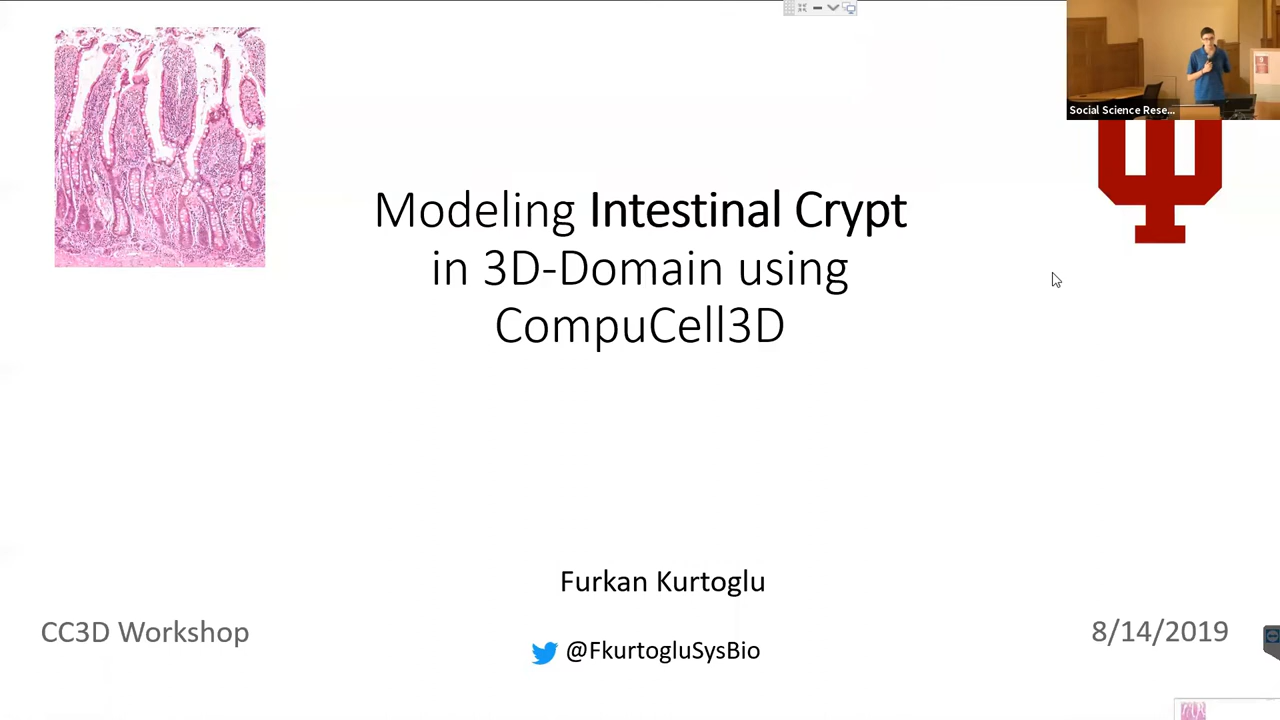 Social Science Rese...
Modeling Intestinal Crypt
in 3D-Domain using
CompuCell3D
Furkan Kurtoglu
CC3D Workshop
8/14/2019
@FkurtogluSysBio